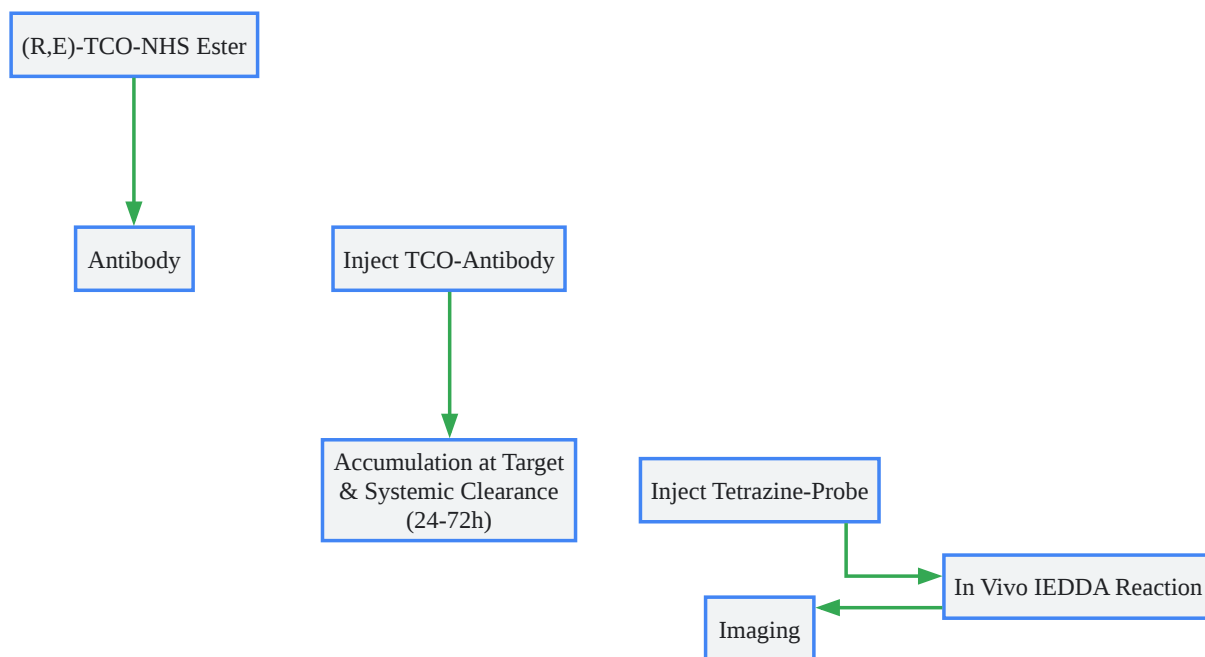 (R,E)-TCO-NHS Ester
Antibody
Inject TCO-Antibody
Accumulation at Target
& Systemic Clearance
(24-72h)
Inject Tetrazine-Probe
In Vivo IEDDA Reaction
Imaging